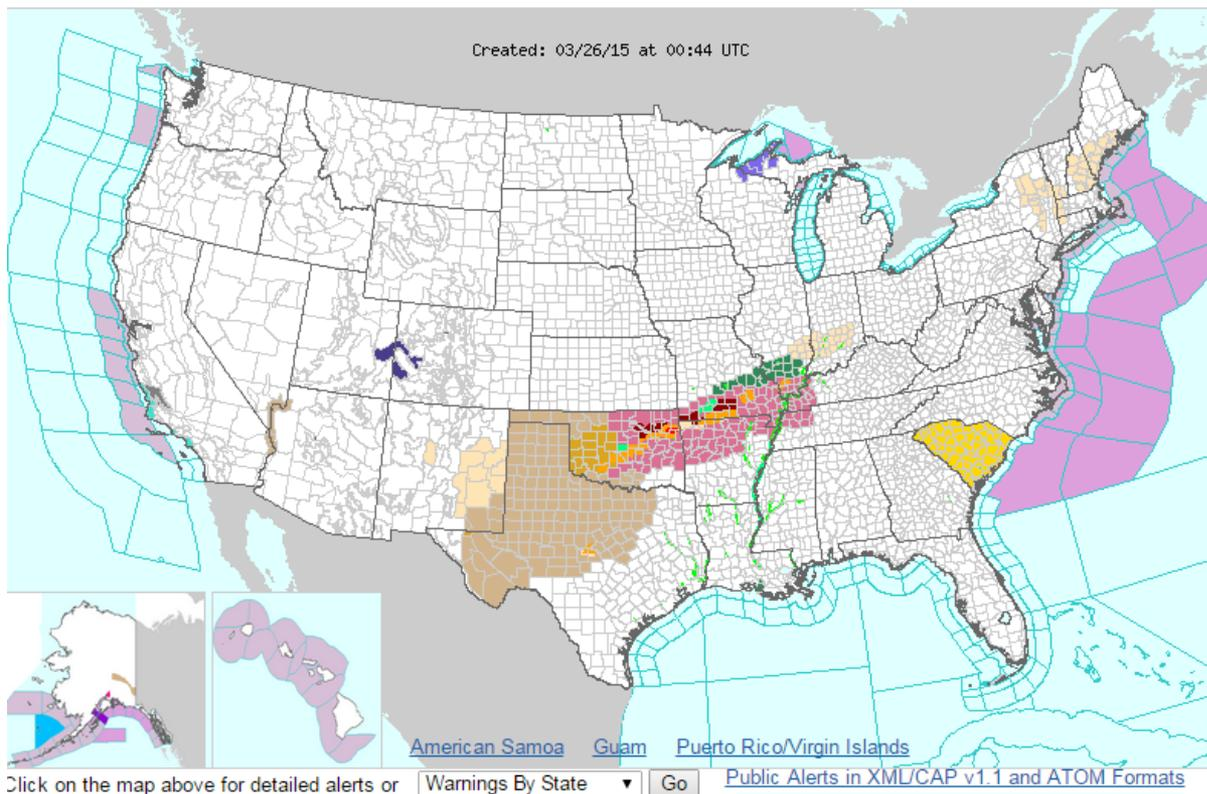 Created: 03/26/15 at 00:44 UTC
American Samoa Guam Puerto Rico/Virgin Islands
Click on the map above for detailed alerts or Warnings By State Go Public Alerts in XML/CAP v1.1 and ATOM Formats